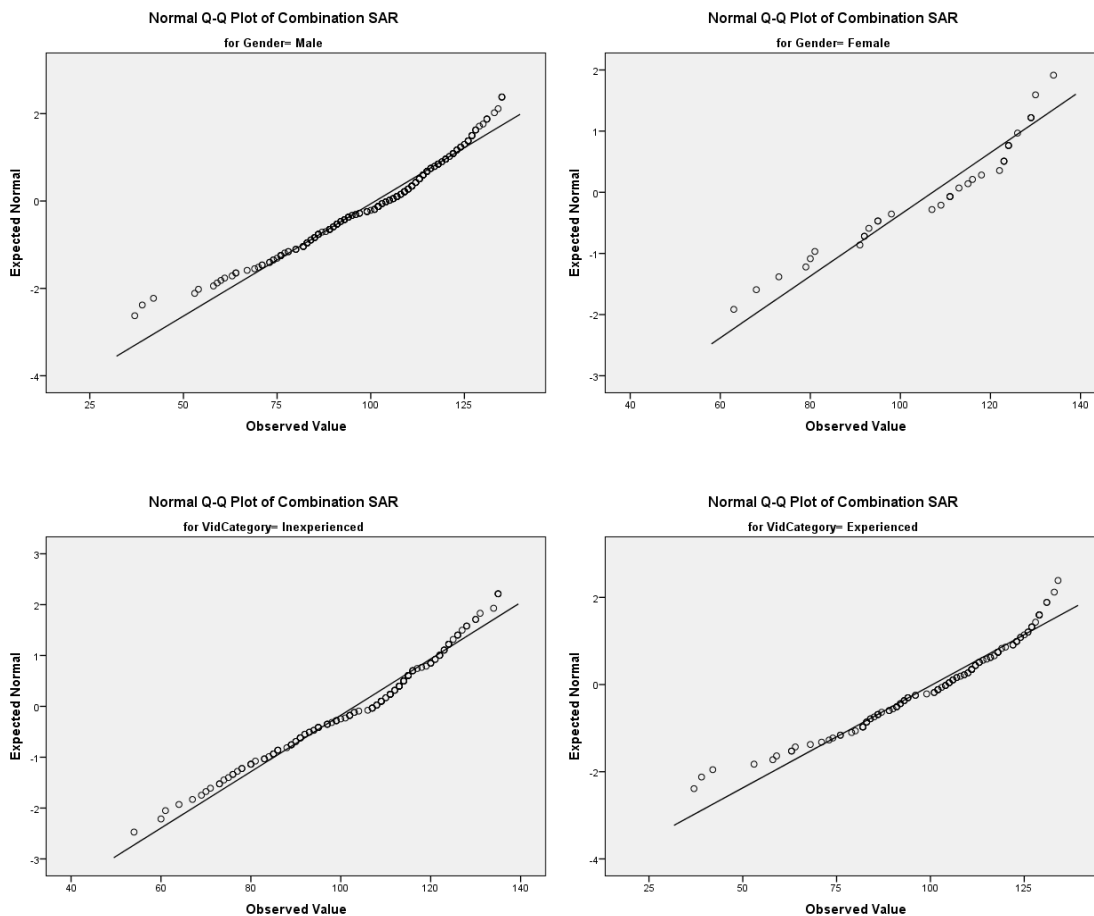 Normal Q-Q Plot of Combination SAR
for Gender= Male
Expected Normal
2
0
-2
-4
25 50 75 100 125
Observed Value
Normal Q-Q Plot of Combination SAR
for Gender= Female
Expected Normal
2
1
0
-1
-2
-3
40 60 80 100 120 140
Observed Value
Normal Q-Q Plot of Combination SAR
for VidCategory= Inexperienced
Expected Normal
3
2
1
0
-1
-2
-3
40 60 80 100 120 140
Observed Value
Normal Q-Q Plot of Combination SAR
for VidCategory= Experienced
Expected Normal
2
0
-2
-4
25 50 75 100 125
Observed Value